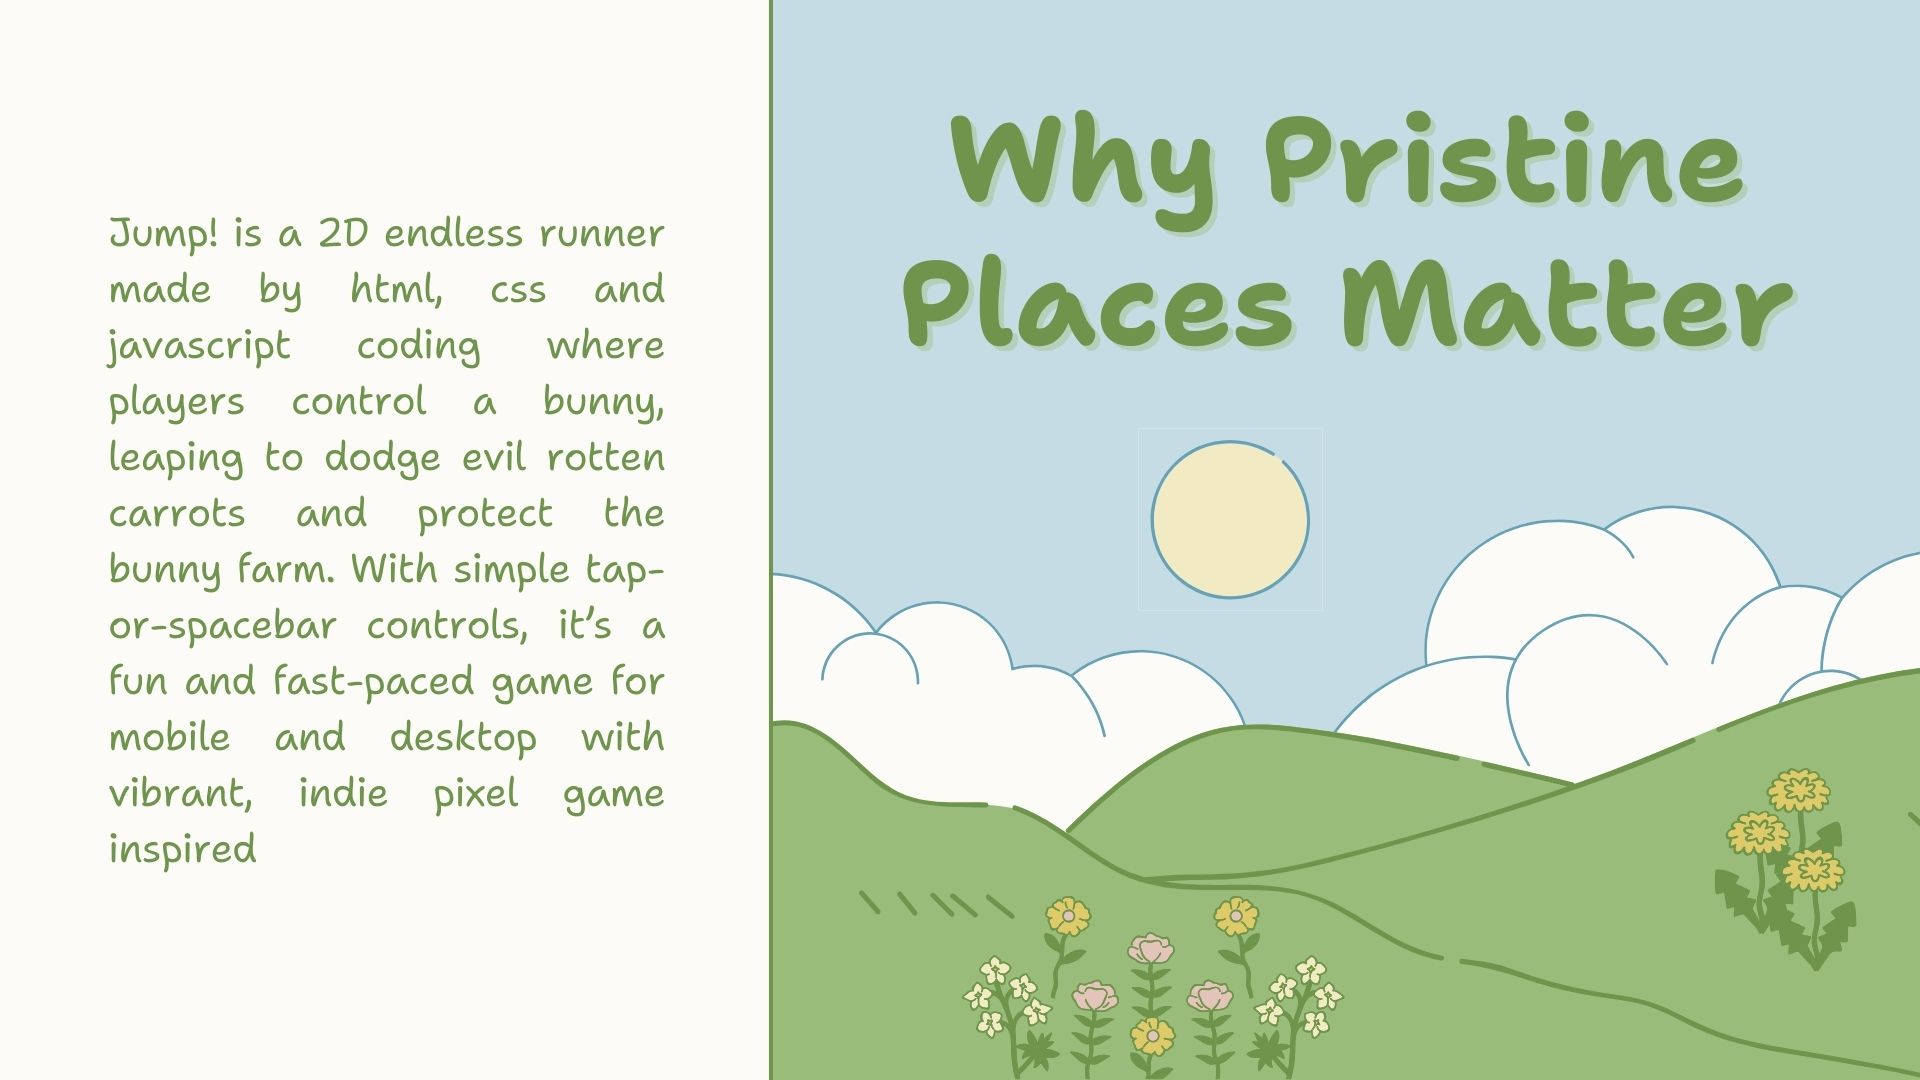 Jump! is a 2D endless runner
made by html, css and
javascript coding where
players control a bunny,
leaping to dodge evil rotten
carrots and protect the
bunny farm. With simple tap-
or-spacebar controls, it’s a
fun and fast-paced game for
mobile and desktop with
vibrant, indie pixel game
inspired
Why Pristine
Places Matter